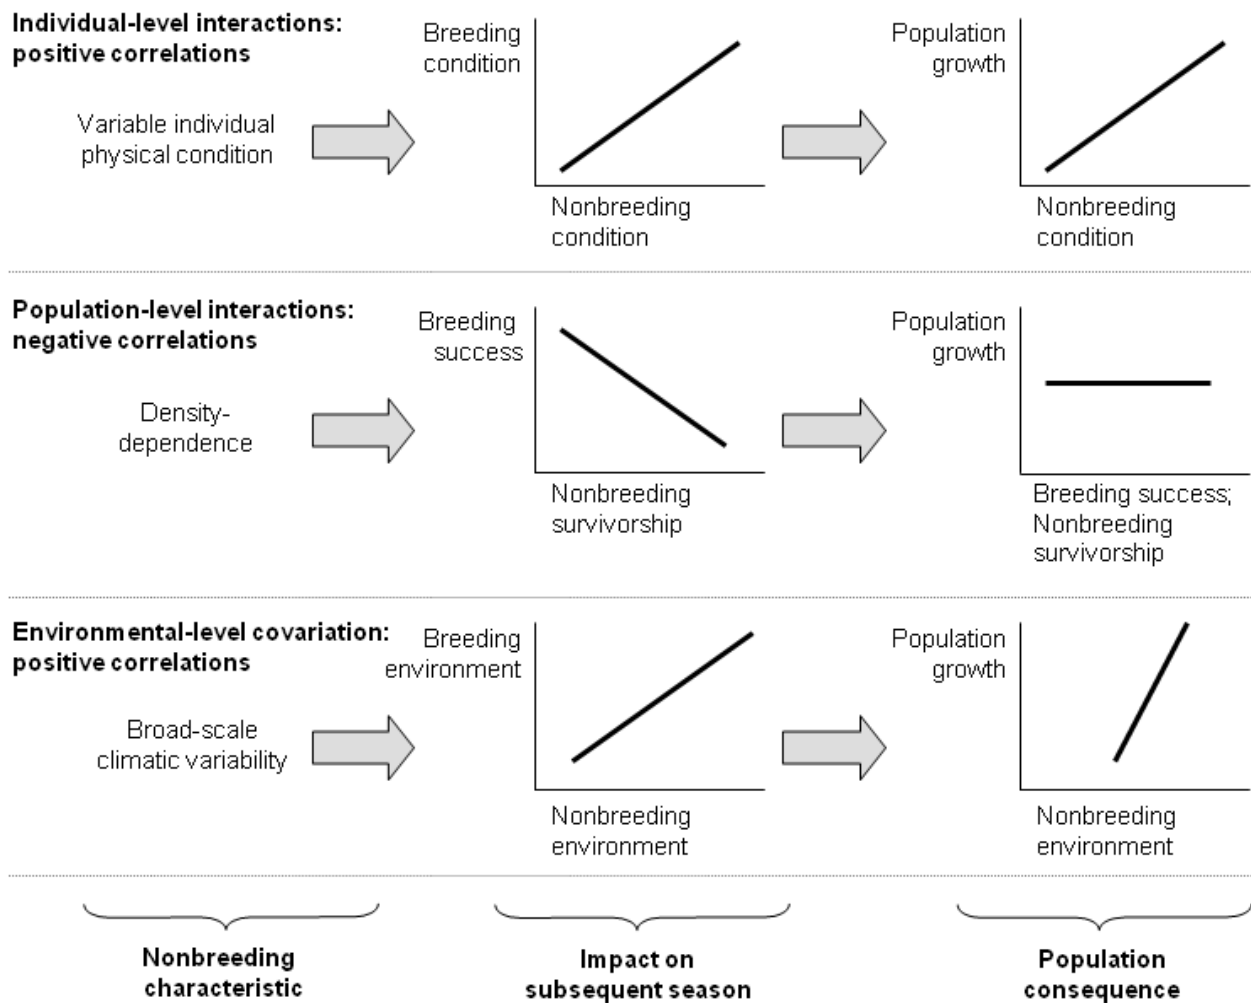 Individual-level interactions:
positive correlations
Variable individual
physical condition
Breeding
condition
Nonbreeding
condition
Population
growth
Nonbreeding
condition
Population-level interactions:
negative correlations
Density-
dependence
Breeding
success
Nonbreeding
survivorship
Population
growth
Breeding success;
Nonbreeding
survivorship
Environmental-level covariation:
positive correlations
Broad-scale
climatic variability
Breeding
environment
Nonbreeding
environment
Population
growth
Nonbreeding
environment
Nonbreeding
characteristic
Impact on
subsequent season
Population
consequence